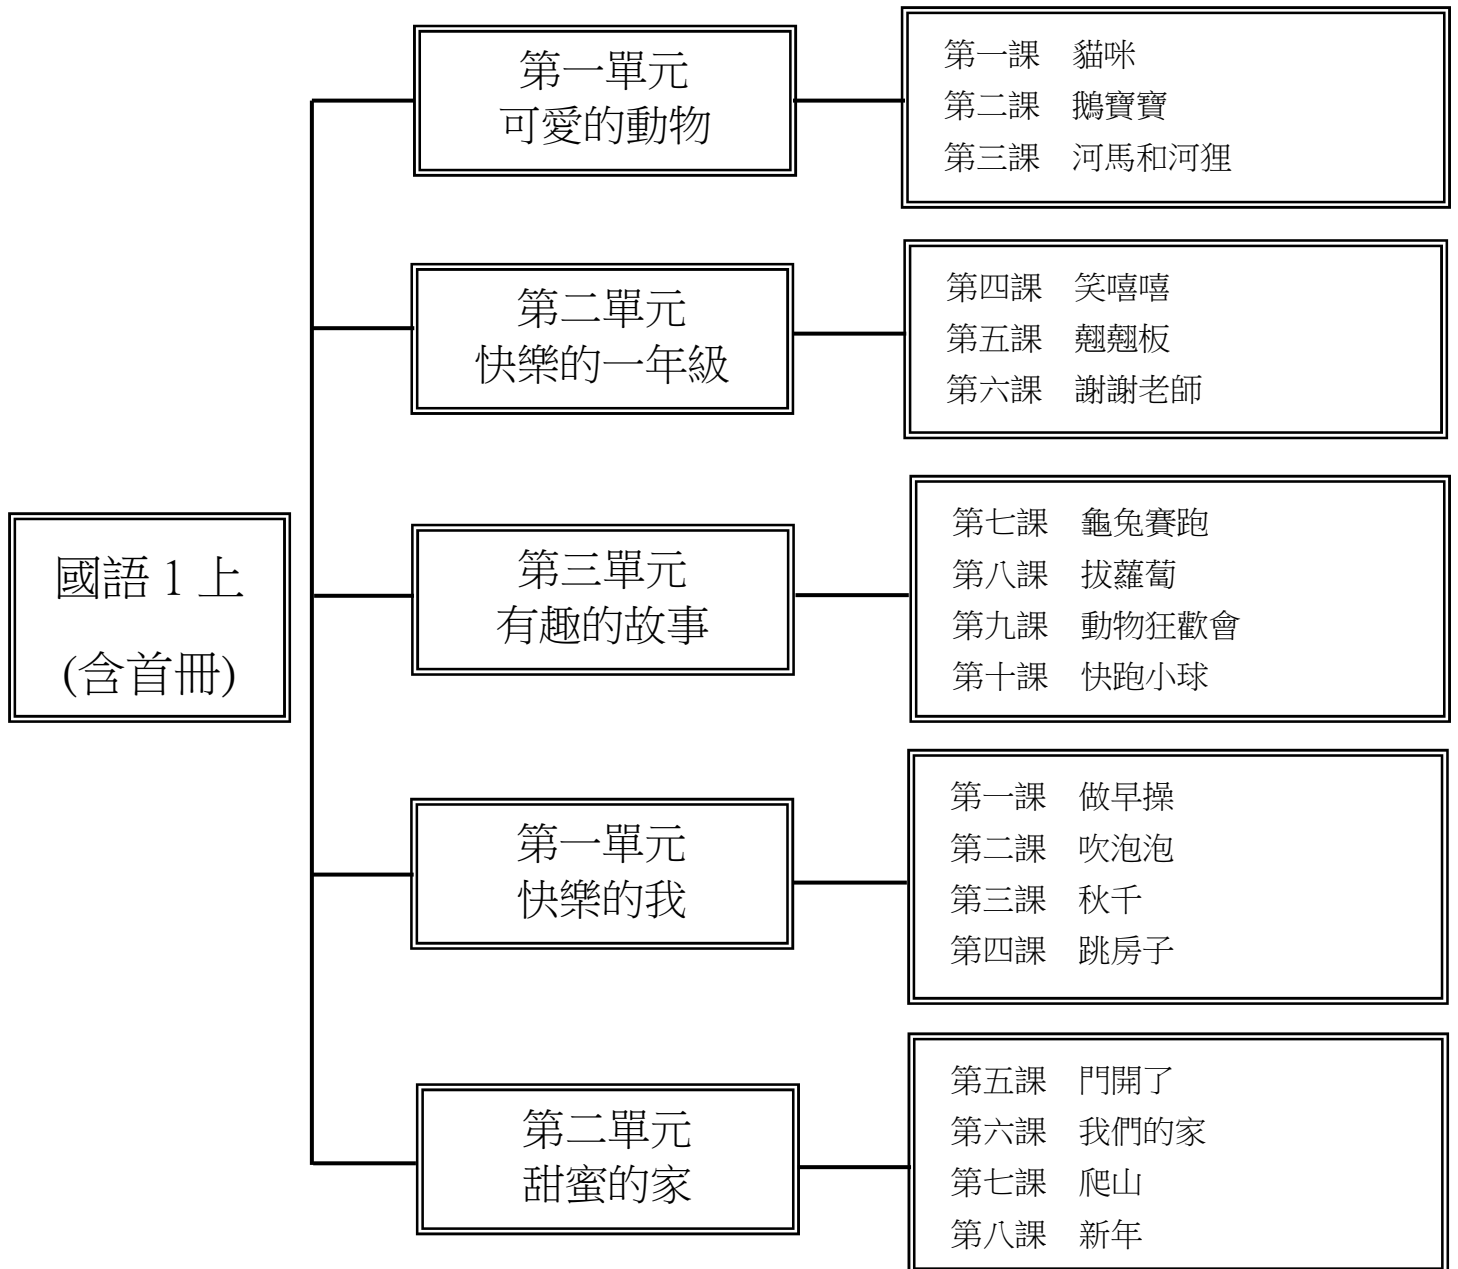 國語 1 上
(含首冊)
第一單元
可愛的動物
第一課　貓咪
第二課　鵝寶寶
第三課　河馬和河狸
第二單元
快樂的一年級
第四課　笑嘻嘻
第五課　翹翹板
第六課　謝謝老師
第三單元
有趣的故事
第七課　龜兔賽跑
第八課　拔蘿蔔
第九課　動物狂歡會
第十課　快跑小球
第一單元
快樂的我
第一課　做早操
第二課　吹泡泡
第三課　秋千
第四課　跳房子
第二單元
甜蜜的家
第五課　門開了
第六課　我們的家
第七課　爬山
第八課　新年